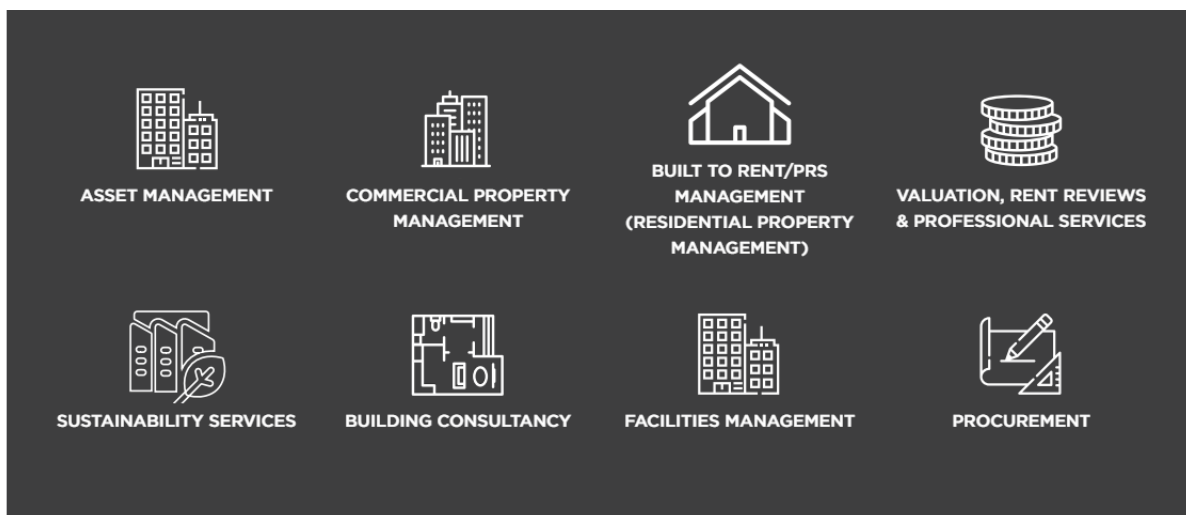 ASSET MANAGEMENT
COMMERCIAL PROPERTY
MANAGEMENT
BUILT TO RENT/PRS
MANAGEMENT
(RESIDENTIAL PROPERTY
MANAGEMENT)
VALUATION, RENT REVIEWS
& PROFESSIONAL SERVICES
SUSTAINABILITY SERVICES
BUILDING CONSULTANCY
FACILITIES MANAGEMENT
PROCUREMENT